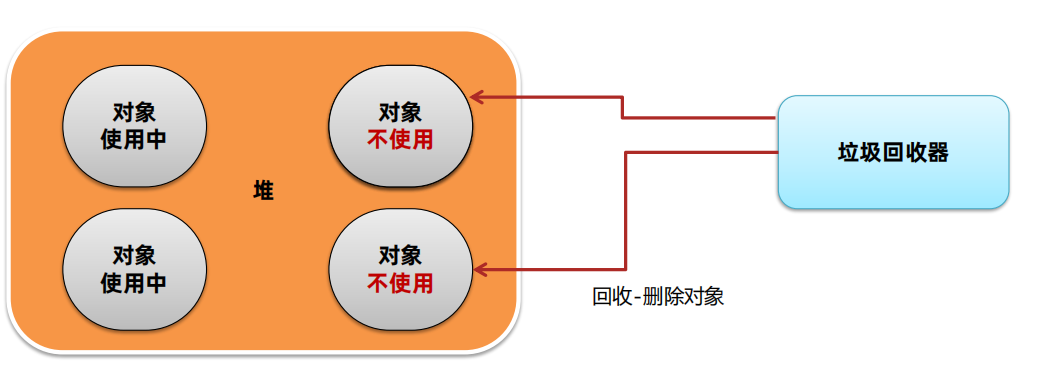 对象
使用中
对象
不使用
垃圾回收器
堆
对象
使用中
对象
不使用
回收-删除对象